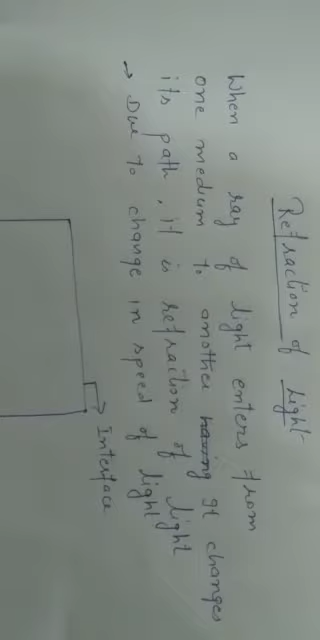 Refraction of light
When a ray of light enters from
one medium to another having it changes
its path, it is refraction of light
→ Due to change in speed of light
Interface